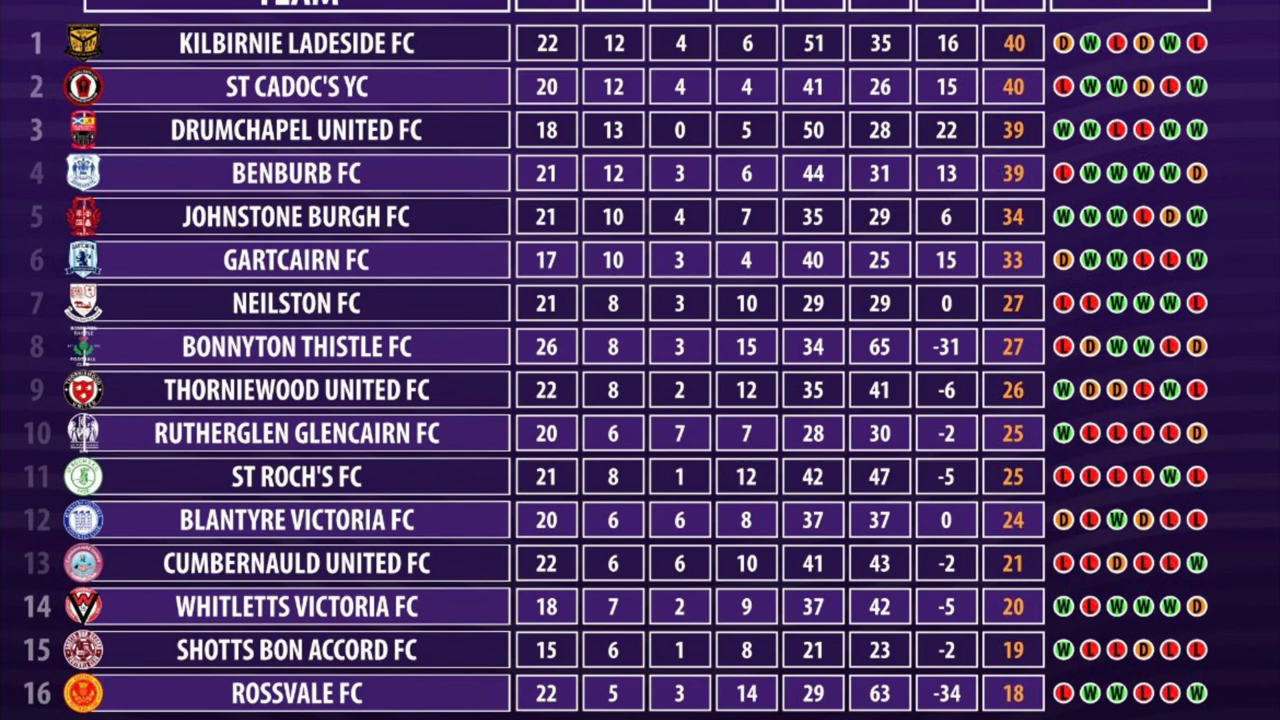 TEAM
1 KILBIRNIE LADESIDE FC 22 12 4 6 51 35 16 40 D W L D W L
2 ST CADOC'S YC 20 12 4 4 41 26 15 40 L W W D L W
3 DRUMCHAPEL UNITED FC 18 13 0 5 50 28 22 39 W W L L W W
4 BENBURB FC 21 12 3 6 44 31 13 39 L W W W W D
5 JOHNSTONE BURGH FC 21 10 4 7 35 29 6 34 W W W L D W
6 GARTCAIRN FC 17 10 3 4 40 25 15 33 D W W L L W
7 NEILSTON FC 21 8 3 10 29 29 0 27 L L W W W L
8 BONNYTON THISTLE FC 26 8 3 15 34 65 -31 27 L D W W L D
9 THORNIEWOOD UNITED FC 22 8 2 12 35 41 -6 26 W D D L W L
10 RUTHERGLEN GLENCAIRN FC 20 6 7 7 28 30 -2 25 W L L L L D
11 ST ROCH'S FC 21 8 1 12 42 47 -5 25 L L L L W L
12 BLANTYRE VICTORIA FC 20 6 6 8 37 37 0 24 D L W D L L
13 CUMBERNAULD UNITED FC 22 6 6 10 41 43 -2 21 L L D L L W
14 WHITLETTS VICTORIA FC 18 7 2 9 37 42 -5 20 W L W W W D
15 SHOTTS BON ACCORD FC 15 6 1 8 21 23 -2 19 W L L D L L
16 ROSSVALE FC 22 5 3 14 29 63 -34 18 L W W L L W